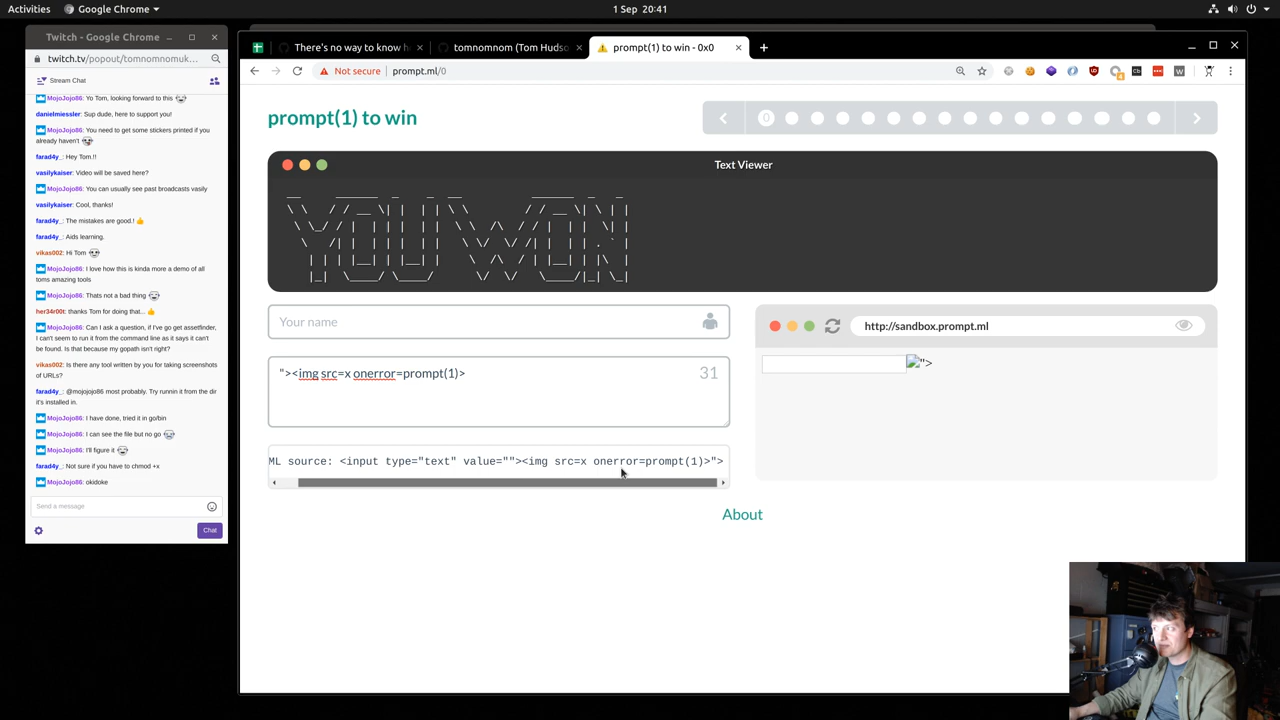 Activities
Google Chrome
1 Sep 20:41
Twitch - Google Chrome
twitch.tv/popout/tomnomnomuk...
Stream Chat
MojoJojo86: Yo Tom, looking forward to this
danielmiessler: Sup dude, here to support you!
MojoJojo86: You need to get some stickers printed if you
already haven't
farad4y_: Hey Tom.!!
vasilykaiser: Video will be saved here?
MojoJojo86: You can usually see past broadcasts vasily
vasilykaiser: Cool, thanks!
farad4y_: The mistakes are good.!
farad4y_: Aids learning.
vikas002: Hi Tom
MojoJojo86: I love how this is kinda more a demo of all
toms amazing tools
MojoJojo86: Thats not a bad thing
her34r00t: thanks Tom for doing that...
MojoJojo86: Can I ask a question, if I've go get assetfinder,
I can't seem to run it from the command line as it says it can't
be found. Is that because my gopath isn't right?
vikas002: Is there any tool written by you for taking screenshots
of URLs?
farad4y_: @mojojojo86 most probably. Try runnin it from the dir
it's installed in.
MojoJojo86: I have done, tried it in go/bin
MojoJojo86: I can see the file but no go
MojoJojo86: I'll figure it
farad4y_: Not sure if you have to chmod +x
MojoJojo86: okidoke
Send a message
Chat
There's no way to know h
tomnomnom (Tom Hudso
prompt(1) to win - 0x0
Not secure
prompt.ml/0
prompt(1) to win
0
Text Viewer
YOU WON
Your name
"><img src=x onerror=prompt(1)>
31
ML source: <input type="text" value=""><img src=x onerror=prompt(1)>">
http://sandbox.prompt.ml
">
About